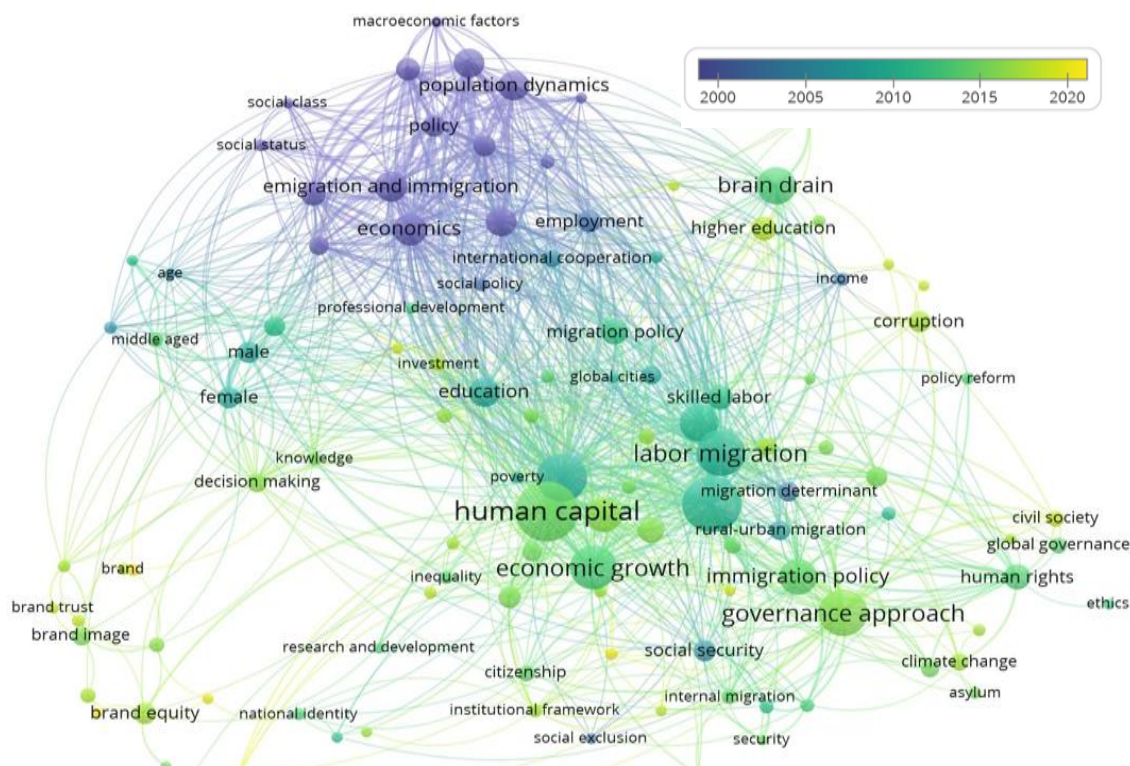 macroeconomic factors
population dynamics
2000 2005 2010 2015 2020
social class
policy
social status
emigration and immigration
brain drain
economics
employment
higher education
international cooperation
age
social policy
income
professional development
corruption
middle aged
migration policy
male
investment
global cities
policy reform
female
education
skilled labor
knowledge
labor migration
decision making
poverty
migration determinant
human capital
civil society
rural-urban migration
global governance
brand
inequality
economic growth
immigration policy
human rights
brand trust
governance approach
ethics
brand image
research and development
social security
citizenship
climate change
asylum
internal migration
brand equity
national identity
institutional framework
social exclusion
security